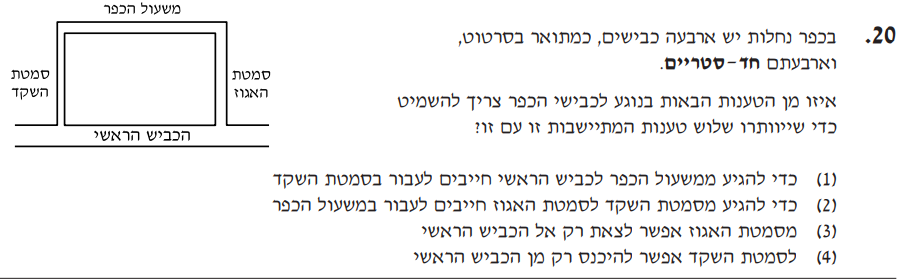 20. בכפר נחלות יש ארבעה כבישים, כמתואר בסרטוט,
וארבעתם חד-סטריים.
איזו מן הטענות הבאות בנוגע לכבישי הכפר צריך להשמיט
כדי שייוותרו שלוש טענות המתיישבות זו עם זו?
משעול הכפר
סמטת
האגוז
סמטת
השקד
הכביש הראשי
(1) כדי להגיע ממשעול הכפר לכביש הראשי חייבים לעבור בסמטת השקד
(2) כדי להגיע מסמטת השקד לסמטת האגוז חייבים לעבור במשעול הכפר
(3) מסמטת האגוז אפשר לצאת רק אל הכביש הראשי
(4) לסמטת השקד אפשר להיכנס רק מן הכביש הראשי